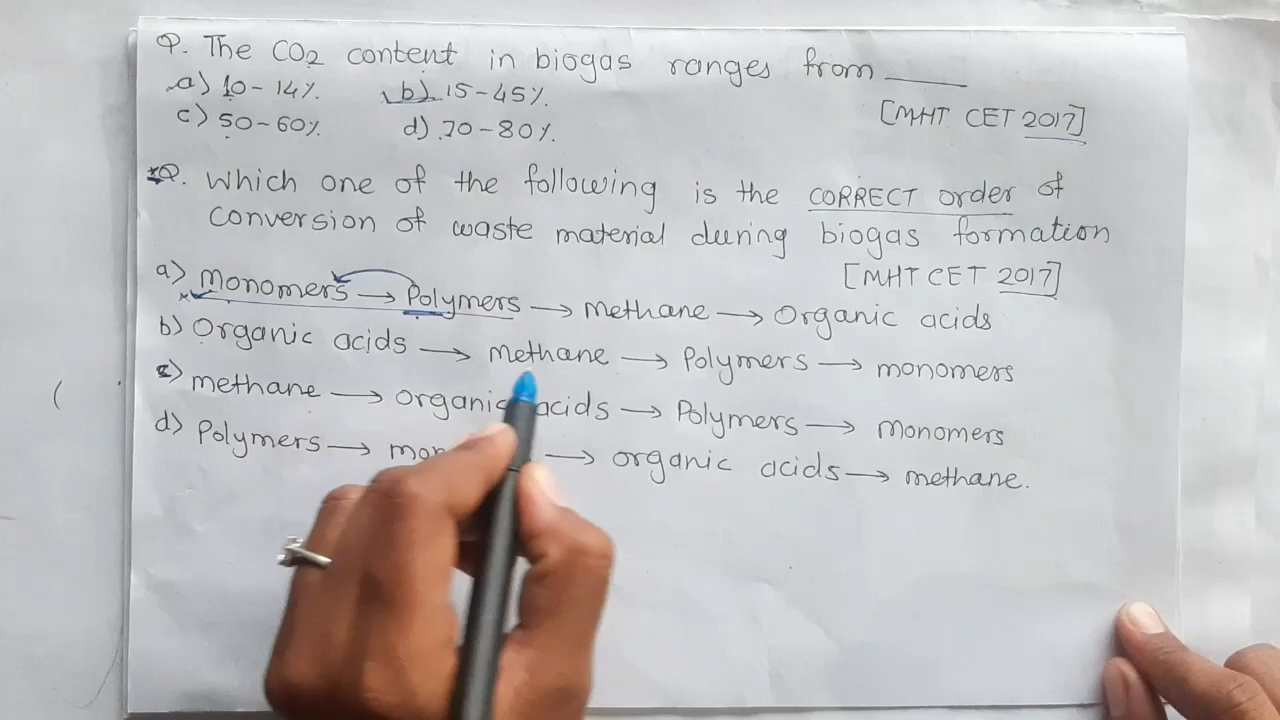 Q. The CO2 content in biogas ranges from ____
a) 10-14%. b) 15-45%.
c) 50-60% d) 70-80%.
[MHT CET 2017]
*Q. Which one of the following is the CORRECT order of
conversion of waste material during biogas formation
[MHT CET 2017]
a) Monomers → Polymers → Methane → Organic acids
b) Organic acids → Methane → Polymers → monomers
c) methane → organic acids → Polymers → Monomers
d) Polymers → → organic acids → methane.